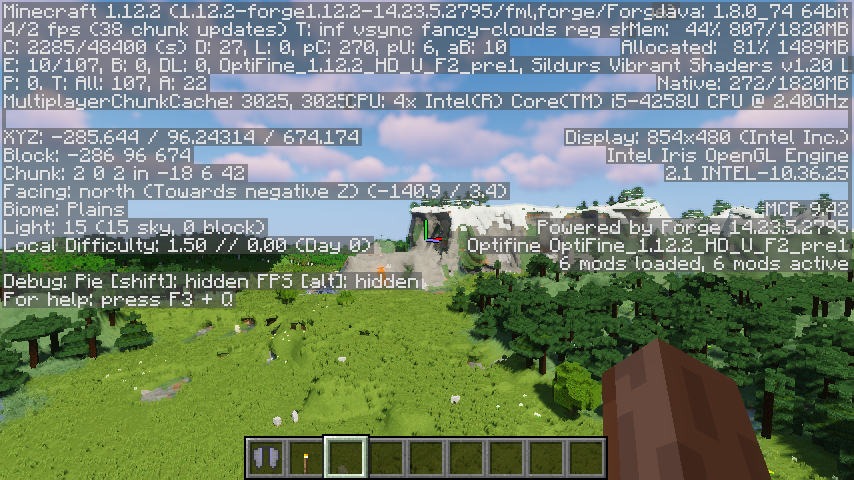 Minecraft 1.12.2 (1.12.2-forge1.12.2-14.23.5.2795/fml,forge/Forg
Java: 1.8.0_74 64bit
4/2 fps (38 chunk updates) T: inf vsync fancy-clouds reg sh
Mem: 44% 807/1820MB
C: 2285/48400 (s) D: 27, L: 0, pC: 270, pU: 6, aB: 10
Allocated: 81% 1489MB
E: 10/107, B: 0, DL: 0, OptiFine_1.12.2_HD_U_F2_pre1, Sildurs Vibrant Shaders v1.20 L
P: 0, T: All: 107, A: 22
Native: 272/1820MB
MultiplayerChunkCache: 3025, 3025
CPU: 4x Intel(R) Core(TM) i5-4258U CPU @ 2.40GHz
XYZ: -285.644 / 96.24314 / 674.174
Display: 854x480 (Intel Inc.)
Block: -286 96 674
Intel Iris OpenGL Engine
Chunk: 2 0 2 in -18 6 42
2.1 INTEL-10.36.25
Facing: north (Towards negative Z) (-140.9 / 3.4)
Biome: Plains
MCP-9.42
Light: 15 (15 sky, 0 block)
Powered by Forge 14.23.5.2795
Local Difficulty: 1.50 // 0.00 (Day 0)
Optifine OptiFine_1.12.2_HD_U_F2_pre1
6 mods loaded, 6 mods active
Debug: Pie [shift]: hidden FPS [alt]: hidden
For help: press F3 + Q